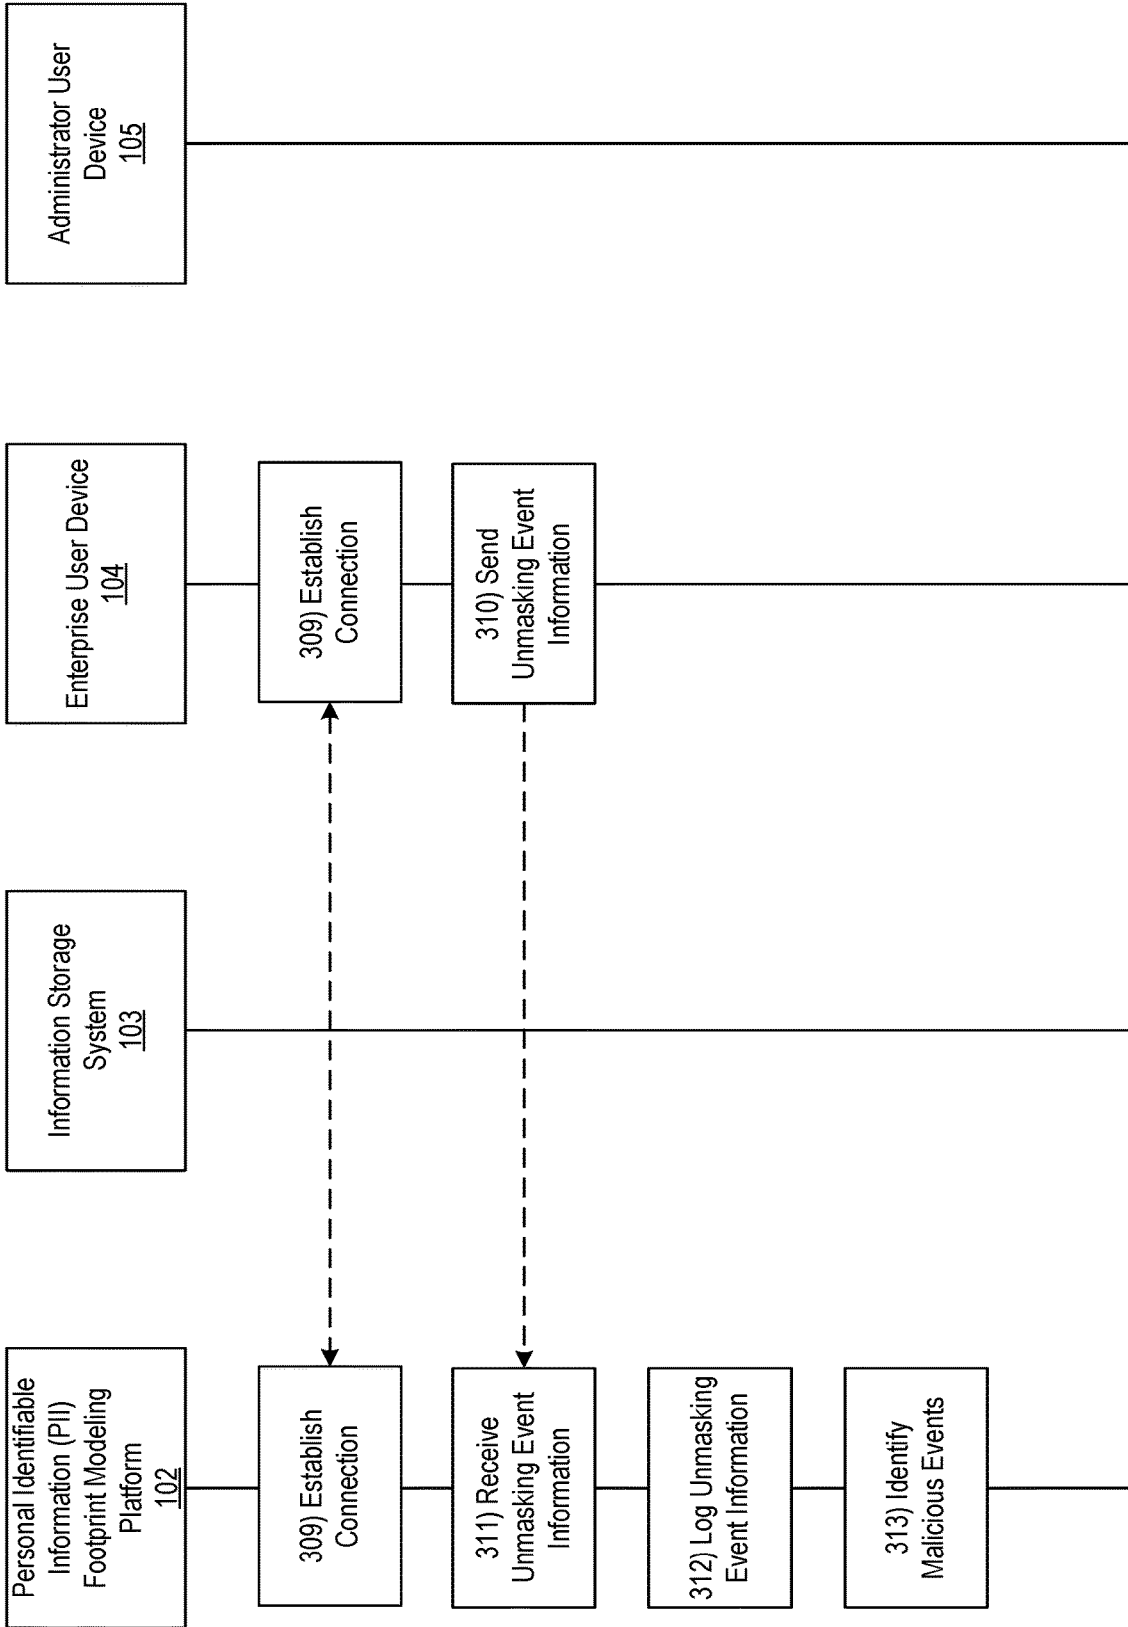 Personal Identifiable
Information (PII)
Footprint Modeling
Platform
102
Information Storage
System
103
Enterprise User Device
104
Administrator User
Device
105
309) Establish
Connection
309) Establish
Connection
311) Receive
Unmasking Event
Information
310) Send
Unmasking Event
Information
312) Log Unmasking
Event Information
313) Identify
Malicious Events